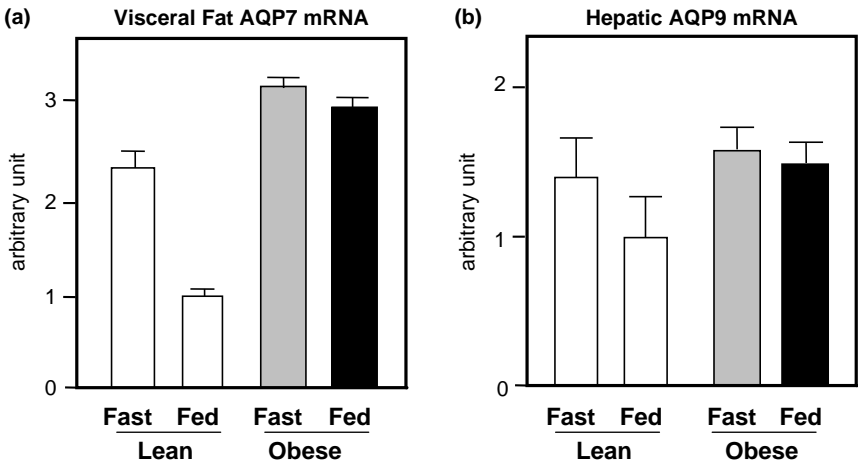 (a)
Visceral Fat AQP7 mRNA
arbitrary unit
3
2
1
0
Fast Fed Fast Fed
Lean Obese
(b)
Hepatic AQP9 mRNA
arbitrary unit
2
1
0
Fast Fed Fast Fed
Lean Obese